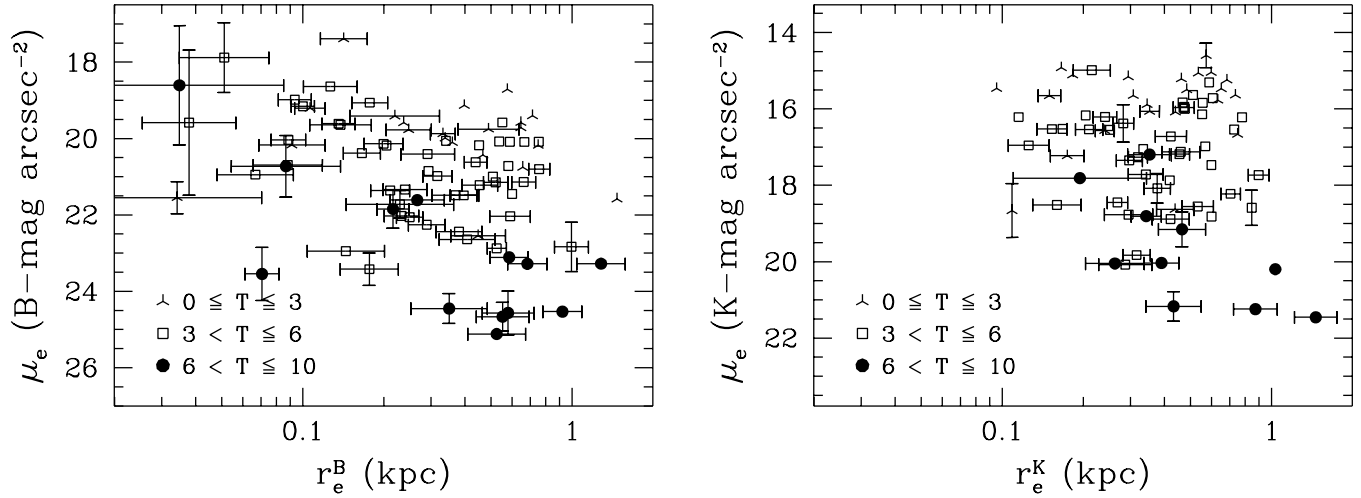 μe (B-mag arcsec−2)
18
20
22
24
26
0 ≦ T ≦ 3
3 < T ≦ 6
6 < T ≦ 10
0.1
1
reB (kpc)
μe (K-mag arcsec−2)
14
16
18
20
22
0 ≦ T ≦ 3
3 < T ≦ 6
6 < T ≦ 10
0.1
1
reK (kpc)